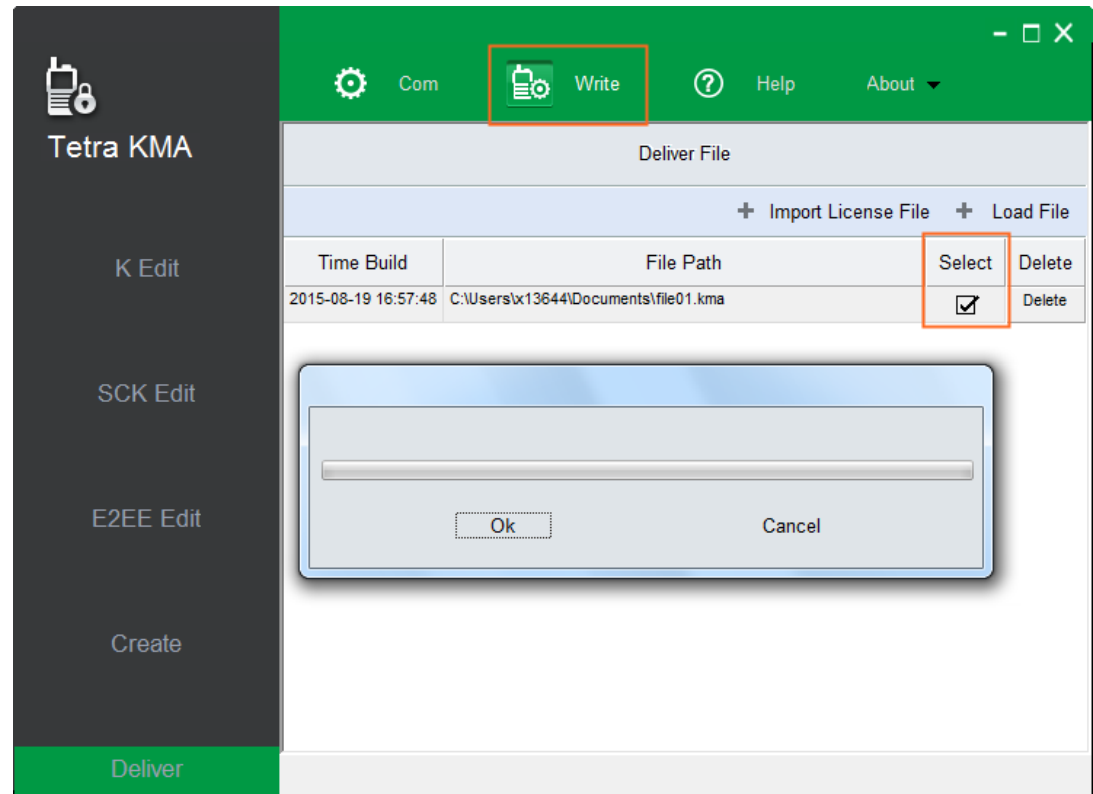 Com Write Help About
Tetra KMA
Deliver File
Import License File Load File
K Edit
Time Build File Path Select Delete
2015-08-19 16:57:48 C:\Users\x13644\Documents\file01.kma Delete
SCK Edit
E2EE Edit
Ok Cancel
Create
Deliver